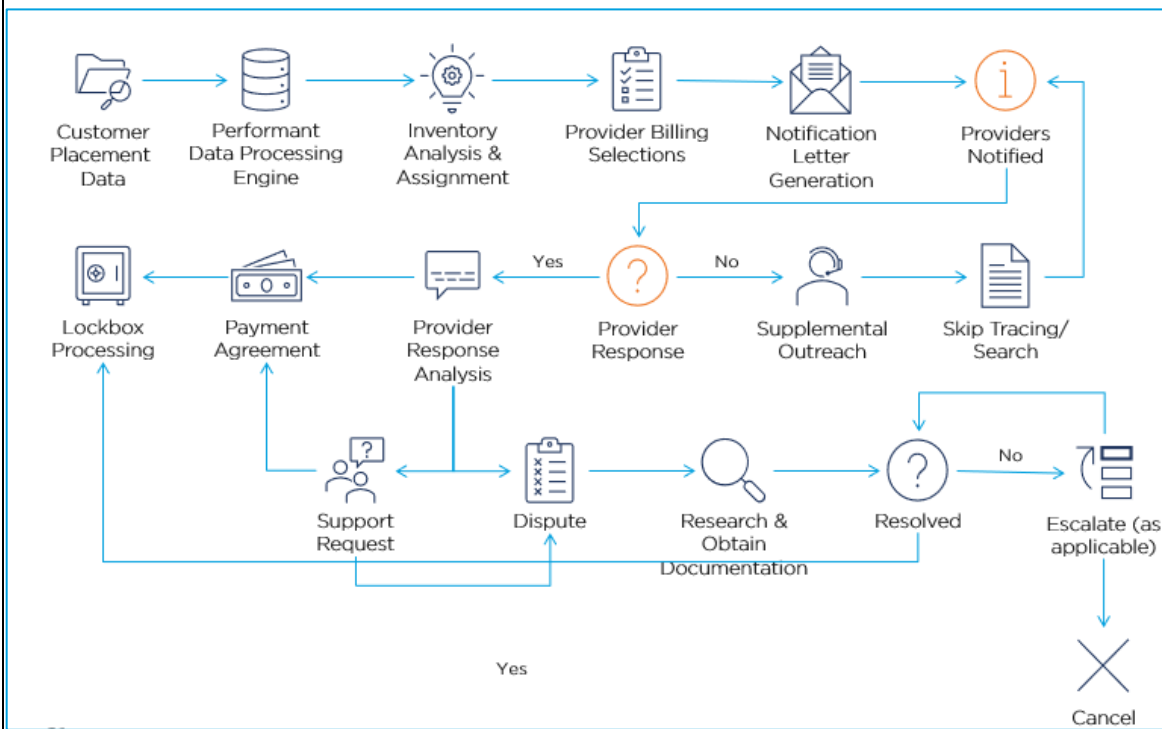 Customer
Placement
Data
Performant
Data Processing
Engine
Inventory
Analysis &
Assignment
Provider Billing
Selections
Notification
Letter
Generation
Providers
Notified
Yes
No
Lockbox
Processing
Payment
Agreement
Provider
Response
Analysis
Provider
Response
Supplemental
Outreach
Skip Tracing/
Search
No
Support
Request
Dispute
Research &
Obtain
Documentation
Resolved
Escalate (as
applicable)
Yes
Cancel